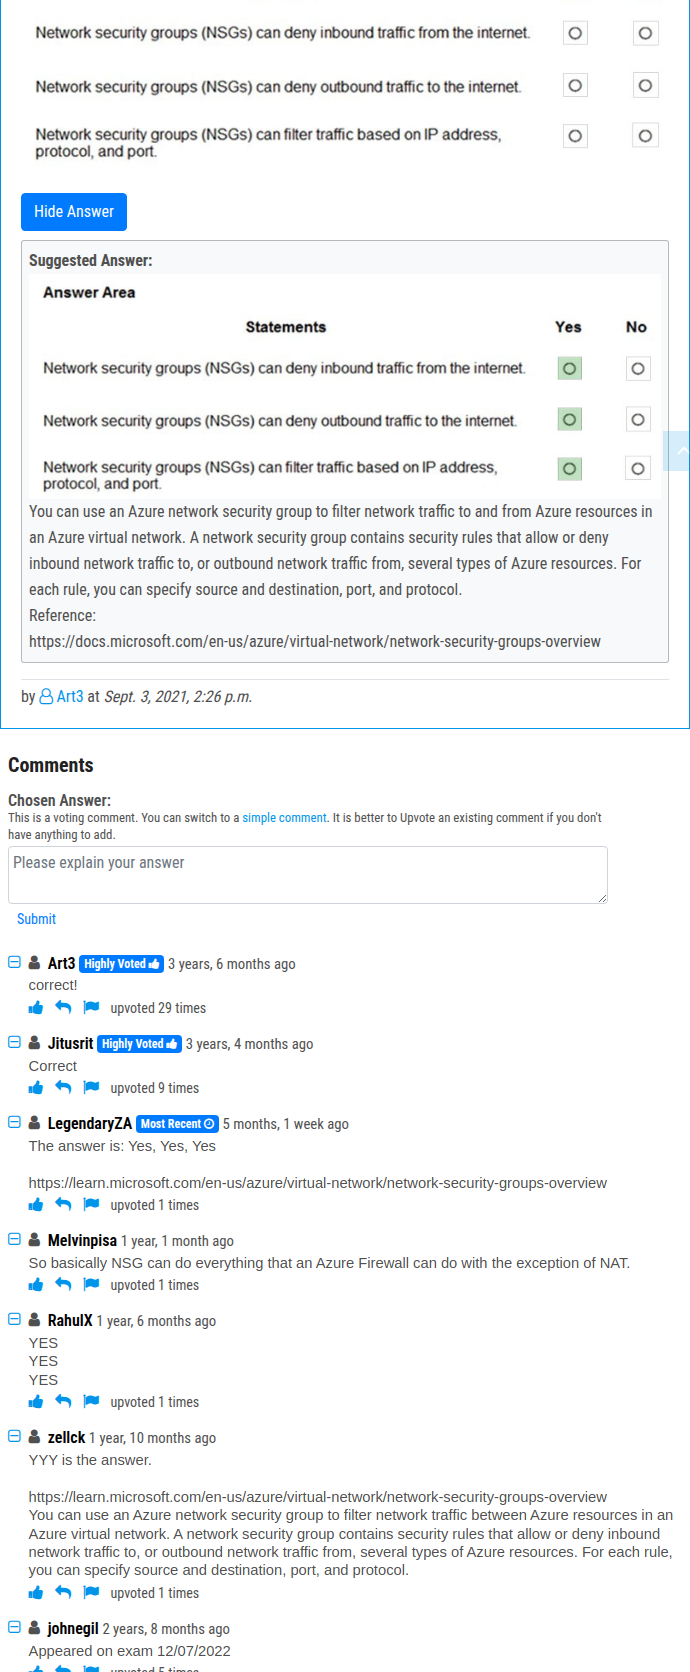 Network security groups (NSGs) can deny inbound traffic from the internet.
Network security groups (NSGs) can deny outbound traffic to the internet.
Network security groups (NSGs) can filter traffic based on IP address,
protocol, and port.
Hide Answer
Suggested Answer:
Answer Area
Statements Yes No
Network security groups (NSGs) can deny inbound traffic from the internet.
Network security groups (NSGs) can deny outbound traffic to the internet.
Network security groups (NSGs) can filter traffic based on IP address,
protocol, and port.
You can use an Azure network security group to filter network traffic to and from Azure resources in
an Azure virtual network. A network security group contains security rules that allow or deny
inbound network traffic to, or outbound network traffic from, several types of Azure resources. For
each rule, you can specify source and destination, port, and protocol.
Reference:
https://docs.microsoft.com/en-us/azure/virtual-network/network-security-groups-overview
by Art3 at Sept. 3, 2021, 2:26 p.m.
Comments
Chosen Answer:
This is a voting comment. You can switch to a simple comment. It is better to Upvote an existing comment if you don't
have anything to add.
Please explain your answer
Submit
Art3 Highly Voted 3 years, 6 months ago
correct!
upvoted 29 times
Jitusrit Highly Voted 3 years, 4 months ago
Correct
upvoted 9 times
LegendaryZA Most Recent 5 months, 1 week ago
The answer is: Yes, Yes, Yes
https://learn.microsoft.com/en-us/azure/virtual-network/network-security-groups-overview
upvoted 1 times
Melvinpisa 1 year, 1 month ago
So basically NSG can do everything that an Azure Firewall can do with the exception of NAT.
upvoted 1 times
RahulX 1 year, 6 months ago
YES
YES
YES
upvoted 1 times
zellck 1 year, 10 months ago
YYY is the answer.
https://learn.microsoft.com/en-us/azure/virtual-network/network-security-groups-overview
You can use an Azure network security group to filter network traffic between Azure resources in an
Azure virtual network. A network security group contains security rules that allow or deny inbound
network traffic to, or outbound network traffic from, several types of Azure resources. For each rule,
you can specify source and destination, port, and protocol.
upvoted 1 times
johnegil 2 years, 8 months ago
Appeared on exam 12/07/2022
upvoted 5 times